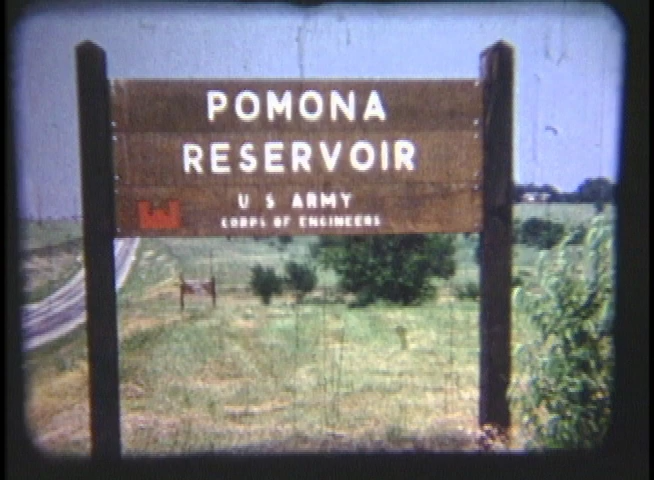 POMONA
RESERVOIR
U S ARMY
CORPS OF ENGINEERS